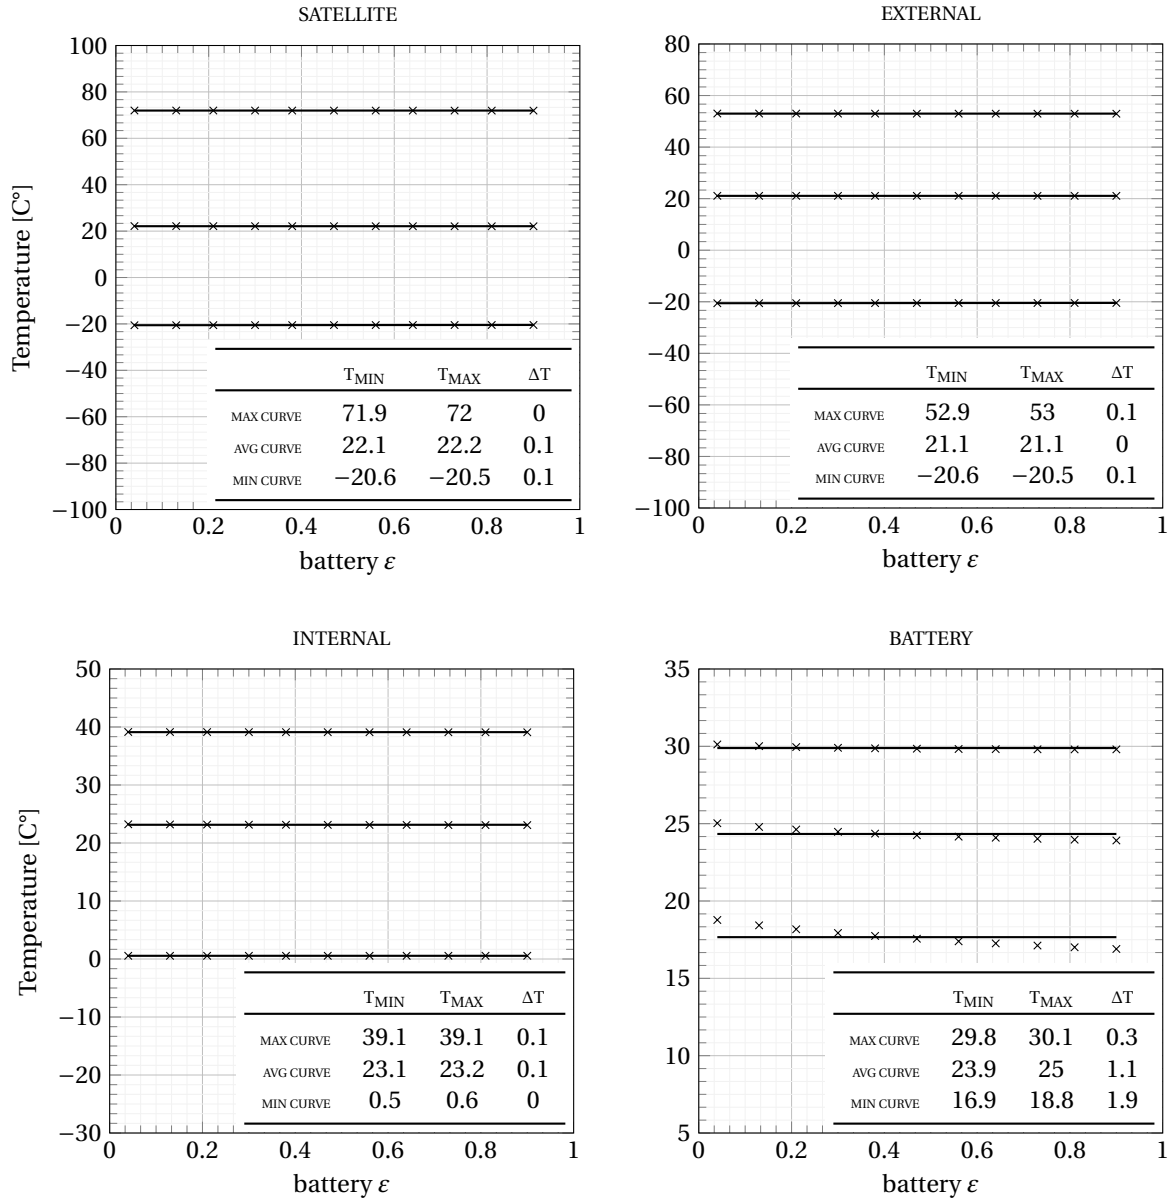 SATELLITE
100
80
60
40
20
0
−20
−40
−60
−80
−100
Temperature [C°]
T_MIN T_MAX ΔT
MAX CURVE 71.9 72 0
AVG CURVE 22.1 22.2 0.1
MIN CURVE −20.6 −20.5 0.1
0 0.2 0.4 0.6 0.8 1
battery ε
EXTERNAL
80
60
40
20
0
−20
−40
−60
−80
−100
T_MIN T_MAX ΔT
MAX CURVE 52.9 53 0.1
AVG CURVE 21.1 21.1 0
MIN CURVE −20.6 −20.5 0.1
0 0.2 0.4 0.6 0.8 1
battery ε
INTERNAL
50
40
30
20
10
0
−10
−20
−30
Temperature [C°]
T_MIN T_MAX ΔT
MAX CURVE 39.1 39.1 0.1
AVG CURVE 23.1 23.2 0.1
MIN CURVE 0.5 0.6 0
0 0.2 0.4 0.6 0.8 1
battery ε
BATTERY
35
30
25
20
15
10
5
T_MIN T_MAX ΔT
MAX CURVE 29.8 30.1 0.3
AVG CURVE 23.9 25 1.1
MIN CURVE 16.9 18.8 1.9
0 0.2 0.4 0.6 0.8 1
battery ε